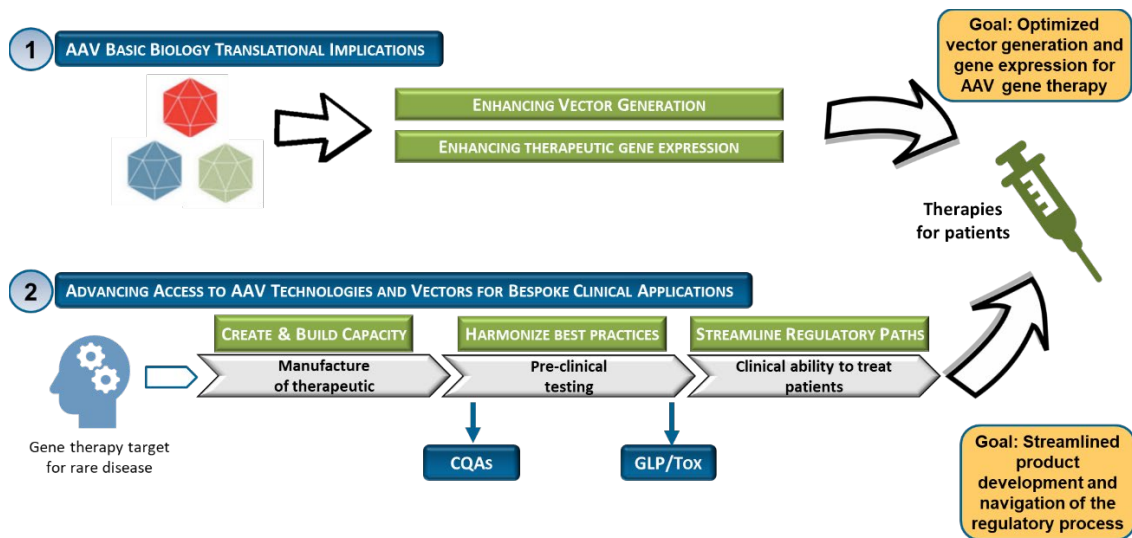 1
AAV BASIC BIOLOGY TRANSLATIONAL IMPLICATIONS
ENHANCING VECTOR GENERATION
ENHANCING THERAPEUTIC GENE EXPRESSION
Goal: Optimized
vector generation and
gene expression for
AAV gene therapy
Therapies
for patients
2
ADVANCING ACCESS TO AAV TECHNOLOGIES AND VECTORS FOR BESPOKE CLINICAL APPLICATIONS
CREATE & BUILD CAPACITY
HARMONIZE BEST PRACTICES
STREAMLINE REGULATORY PATHS
Manufacture
of therapeutic
Pre-clinical
testing
Clinical ability to treat
patients
Gene therapy target
for rare disease
CQAs
GLP/Tox
Goal: Streamlined
product
development and
navigation of the
regulatory process